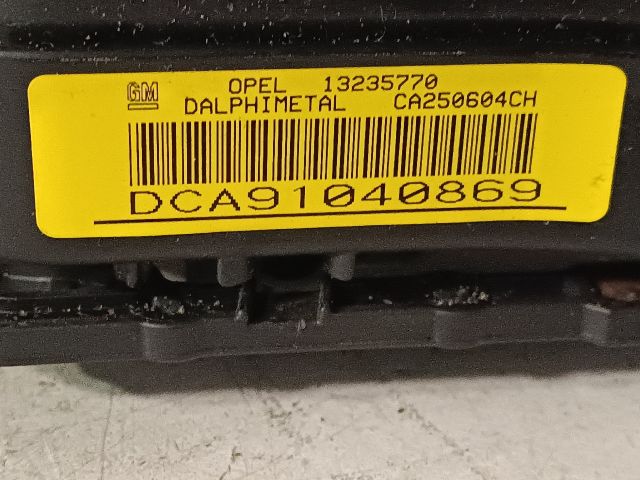 GM OPEL 13235770
DALPHIMETAL CA250604CH
DCA91040869